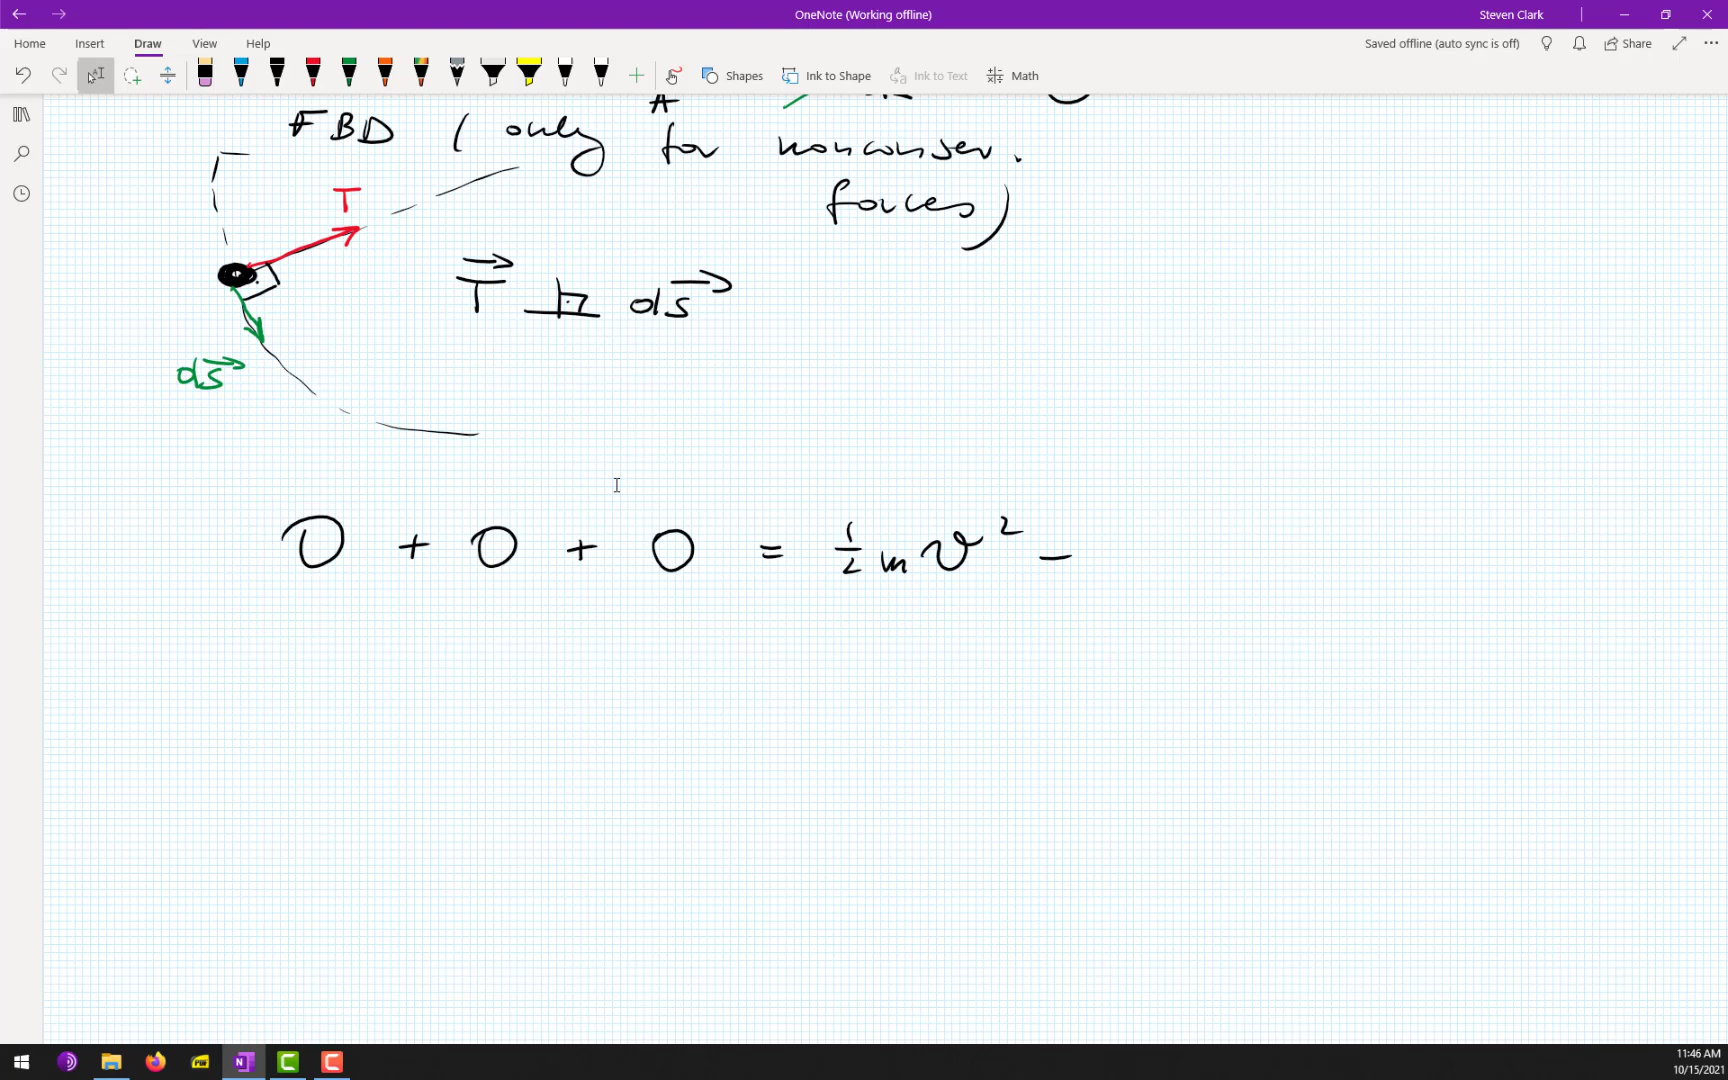 OneNote (Working offline)
Steven Clark
Home Insert Draw View Help
Saved offline (auto sync is off)
Share
Shapes
Ink to Shape
Ink to Text
Math
A
FBD (only for nonconser.
forces)
T
T ⊥ ds
ds
0 + 0 + 0 = ½ m v² –
11:46 AM
10/15/2021